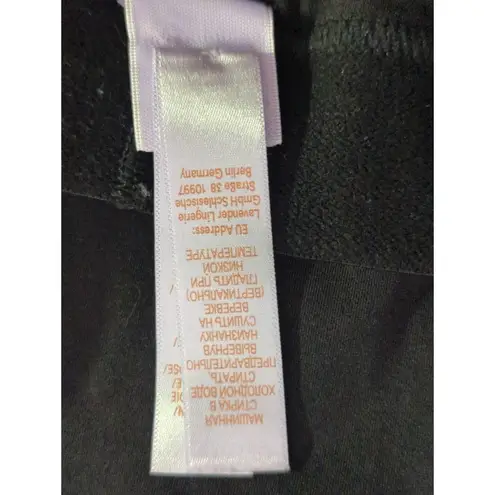 МАШИННАЯ
СТИРКА В
ХОЛОДНОЙ ВОДЕ
СТИРАТЬ
ПРЕДВАРИТЕЛЬНО
ВЫВЕРНУВ
НАИЗНАНКУ
СУШИТЬ НА
ВЕРЕВКЕ
(ВЕРТИКАЛЬНО)
ГЛАДИТЬ ПРИ
НИЗКОЙ
ТЕМПЕРАТУРЕ
EU Address:
Lavender Lingerie
GmbH Schlesische
Straße 38 10997
Berlin Germany